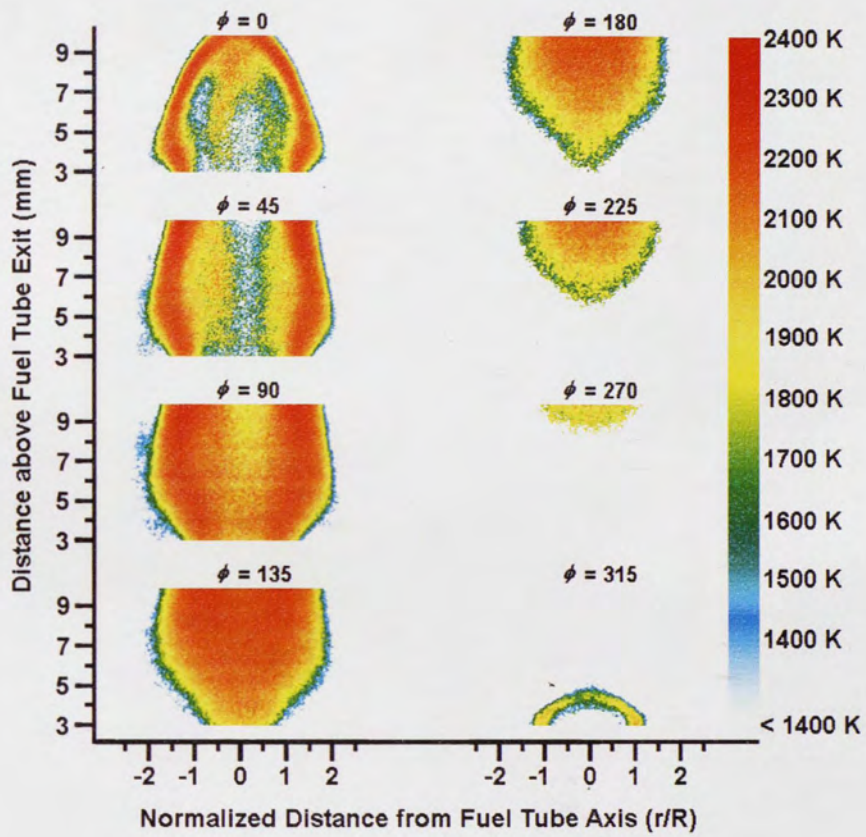 ϕ = 0
ϕ = 180
ϕ = 45
ϕ = 225
ϕ = 90
ϕ = 270
ϕ = 135
ϕ = 315
Distance above Fuel Tube Exit (mm)
9
7
5
3
9
7
5
3
9
7
5
3
9
7
5
3
-2 -1 0 1 2
-2 -1 0 1 2
Normalized Distance from Fuel Tube Axis (r/R)
2400 K
2300 K
2200 K
2100 K
2000 K
1900 K
1800 K
1700 K
1600 K
1500 K
1400 K
< 1400 K